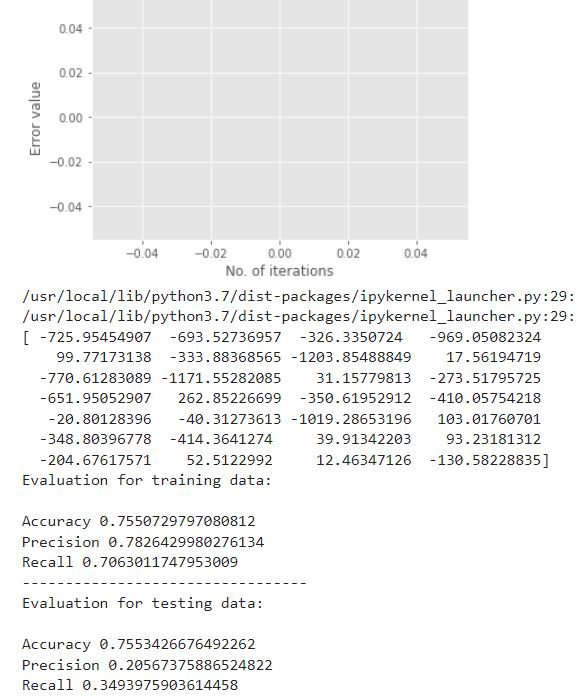 0.04
0.02
0.00
−0.02
−0.04
Error value
−0.04 −0.02 0.00 0.02 0.04
No. of iterations
/usr/local/lib/python3.7/dist-packages/ipykernel_launcher.py:29:
/usr/local/lib/python3.7/dist-packages/ipykernel_launcher.py:29:
[ -725.95454907 -693.52736957 -326.3350724 -969.05082324
99.77173138 -333.88368565 -1203.85488849 17.56194719
-770.61283089 -1171.55282085 31.15779813 -273.51795725
-651.95052907 262.85226699 -350.61952912 -410.05754218
-20.80128396 -40.31273613 -1019.28653196 103.01760701
-348.80396778 -414.3641274 39.91342203 93.23181312
-204.67617571 52.5122992 12.46347126 -130.58228835]
Evaluation for training data:
Accuracy 0.7550729797080812
Precision 0.7826429980276134
Recall 0.7063011747953009
--------------------------------
Evaluation for testing data:
Accuracy 0.7553426676492262
Precision 0.20567375886524822
Recall 0.3493975903614458